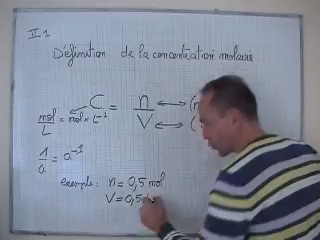 II 1
Définition de la concentration molaire
C = n / V
mol/L = mol × L⁻¹
1/a = a⁻¹
exemple : n = 0,5 mol
V = 0,5